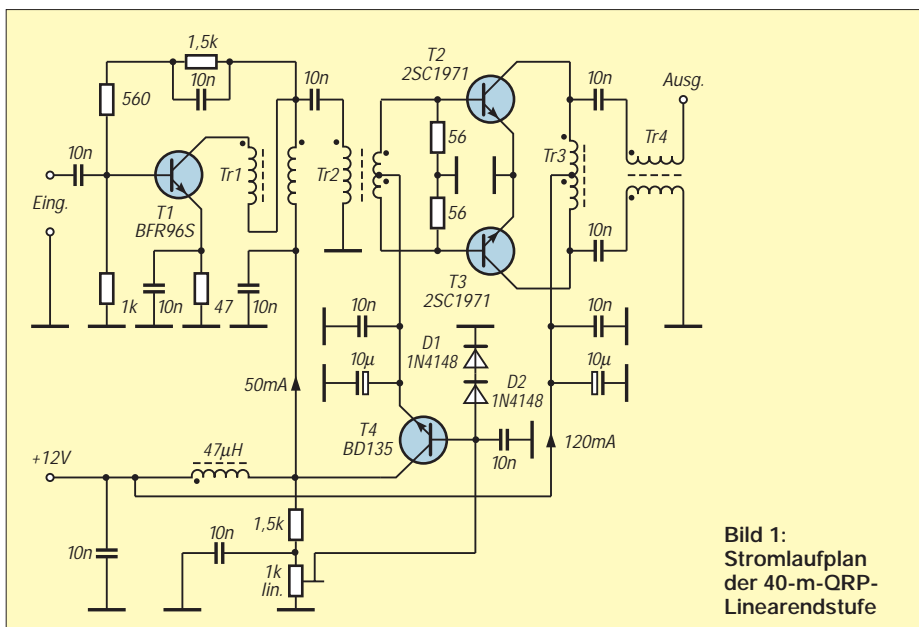 1,5k
10n
10n
T2
2SC1971
10n
Ausg.
560
56
Tr4
10n
Tr1
Tr2
Tr3
T1
BFR96S
Eing.
56
10n
T3
2SC1971
1k
10n
47
10n
10n
D1
1N4148
10n
10µ
D2
1N4148
10µ
50mA
T4
BD135
10n
120mA
+12V
47µH
10n
1,5k
10n
1k
lin.
Bild 1:
Stromlaufplan
der 40-m-QRP-
Linearendstufe